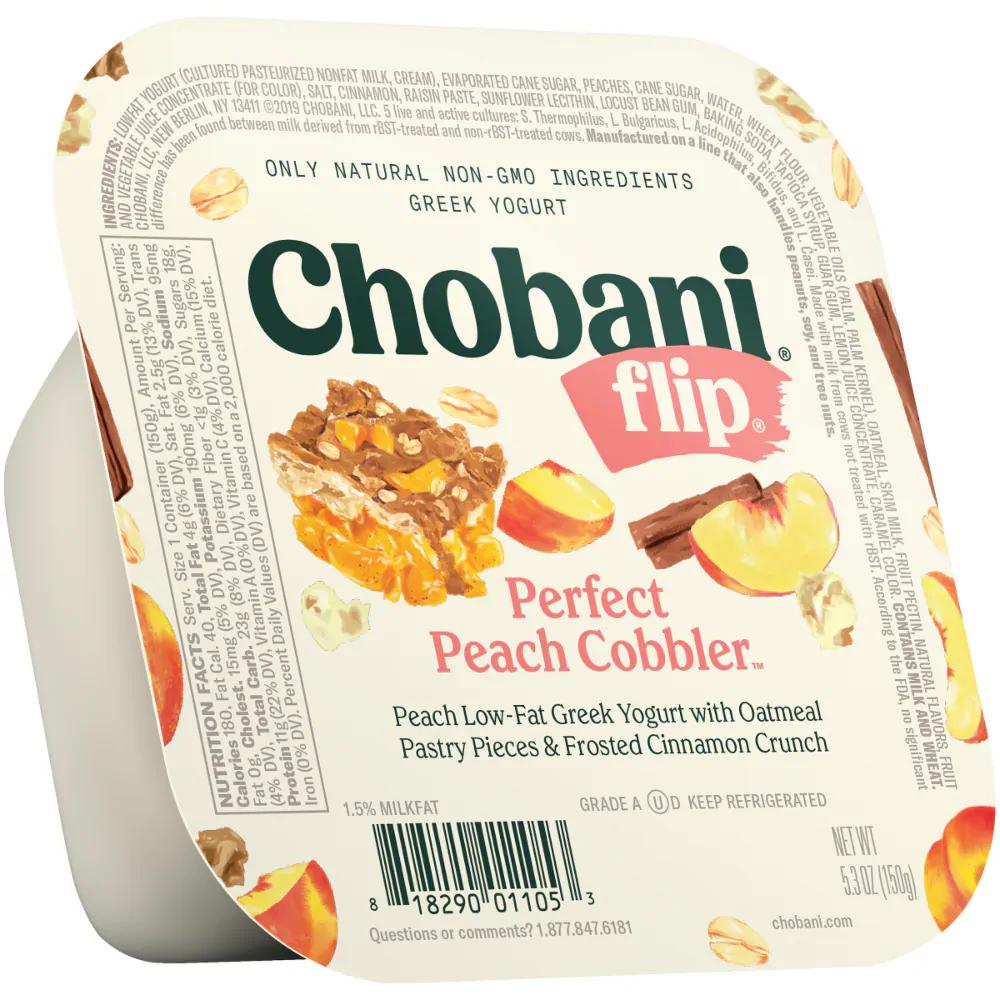 INGREDIENTS: LOWFAT YOGURT (CULTURED PASTEURIZED NONFAT MILK, CREAM), EVAPORATED CANE SUGAR, PEACHES, CANE SUGAR, WATER, WHEAT FLOUR, VEGETABLE OILS (PALM, PALM KERNEL), OATMEAL, SKIM MILK, FRUIT PECTIN, NATURAL FLAVORS, FRUIT
AND VEGETABLE JUICE CONCENTRATE (FOR COLOR), SALT, CINNAMON, RAISIN PASTE, SUNFLOWER LECITHIN, LOCUST BEAN GUM, BAKING SODA, TAPIOCA SYRUP, GUAR GUM, LEMON JUICE CONCENTRATE, CARAMEL COLOR. CONTAINS MILK AND WHEAT.
CHOBANI, LLC, NEW BERLIN, NY 13411 ©2019 CHOBANI, LLC. 5 live and active cultures: S. Thermophilus, L. Bulgaricus, L. Acidophilus, Bifidus, and L. Casei. Made with milk from cows not treated with rBST. According to the FDA, no significant
difference has been found between milk derived from rBST-treated and non-rBST-treated cows. Manufactured on a line that also handles peanuts, soy, and tree nuts.
ONLY NATURAL NON-GMO INGREDIENTS
GREEK YOGURT
Chobani®
flip®
NUTRITION FACTS Serv. Size 1 Container (150g), Amount Per Serving:
Calories 180, Fat Cal. 40, Total Fat 4g (6% DV), Sat. Fat 2.5g (13% DV), Trans
Fat 0g, Cholest. 15mg (5% DV), Potassium 190mg (6% DV), Sodium 95mg
(4% DV), Total Carb. 23g (8% DV), Dietary Fiber <1g (3% DV), Sugars 18g,
Protein 11g (22% DV), Vitamin A (0% DV), Vitamin C (4% DV), Calcium (15% DV),
Iron (0% DV). Percent Daily Values (DV) are based on a 2,000 calorie diet.
Perfect
Peach Cobbler™
Peach Low-Fat Greek Yogurt with Oatmeal
Pastry Pieces & Frosted Cinnamon Crunch
1.5% MILKFAT
GRADE A Ⓤ D KEEP REFRIGERATED
8 18290 01105 3
NET WT
5.3 OZ (150g)
Questions or comments? 1.877.847.6181
chobani.com